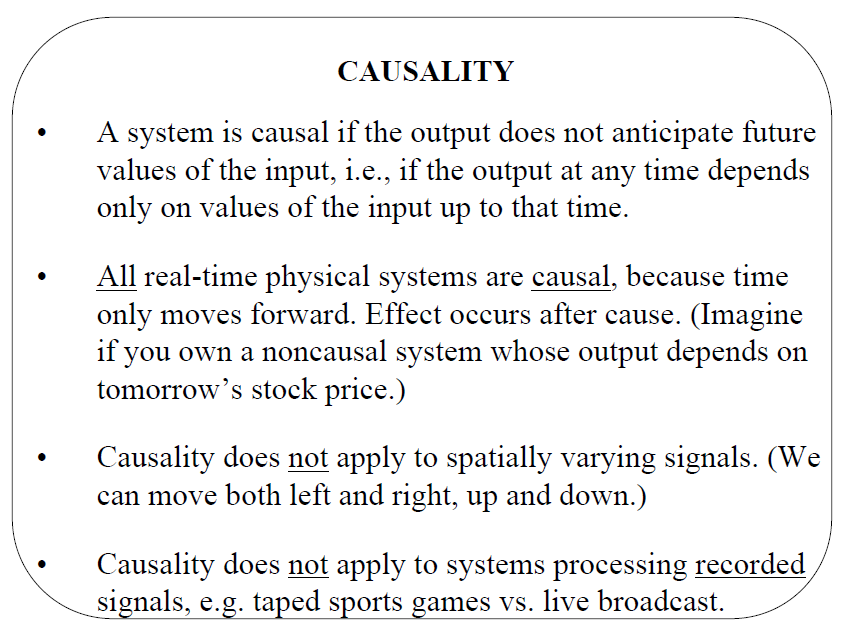 CAUSALITY
• A system is causal if the output does not anticipate future
values of the input, i.e., if the output at any time depends
only on values of the input up to that time.
• All real-time physical systems are causal, because time
only moves forward. Effect occurs after cause. (Imagine
if you own a noncausal system whose output depends on
tomorrow’s stock price.)
• Causality does not apply to spatially varying signals. (We
can move both left and right, up and down.)
• Causality does not apply to systems processing recorded
signals, e.g. taped sports games vs. live broadcast.